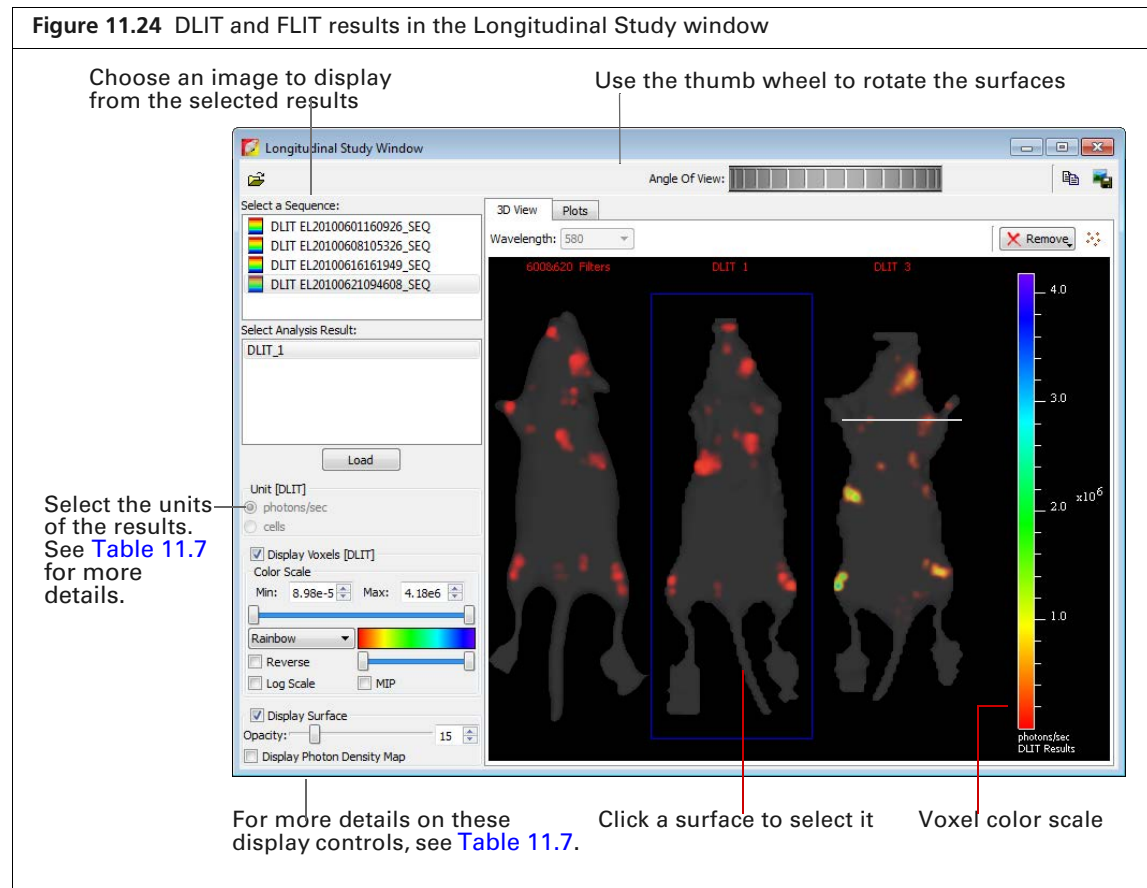 Figure 11.24 DLIT and FLIT results in the Longitudinal Study window
Choose an image to display
from the selected results
Use the thumb wheel to rotate the surfaces
Longitudinal Study Window
Angle Of View:
Select a Sequence:
DLIT EL20100601160926_SEQ
DLIT EL20100608105326_SEQ
DLIT EL20100616161949_SEQ
DLIT EL20100621094608_SEQ
Select Analysis Result:
DLIT_1
Load
Unit [DLIT]
photons/sec
cells
Display Voxels [DLIT]
Color Scale
Min: 8.98e-5 Max: 4.18e6
Rainbow
Reverse
Log Scale MIP
Display Surface
Opacity: 15
Display Photon Density Map
3D View Plots
Wavelength: 580
Remove
600&620 Filters DLIT 1 DLIT 3
4.0
3.0
2.0 x10^6
1.0
photons/sec
DLIT Results
Select the units
of the results.
See Table 11.7
for more
details.
For more details on these
display controls, see Table 11.7.
Click a surface to select it
Voxel color scale